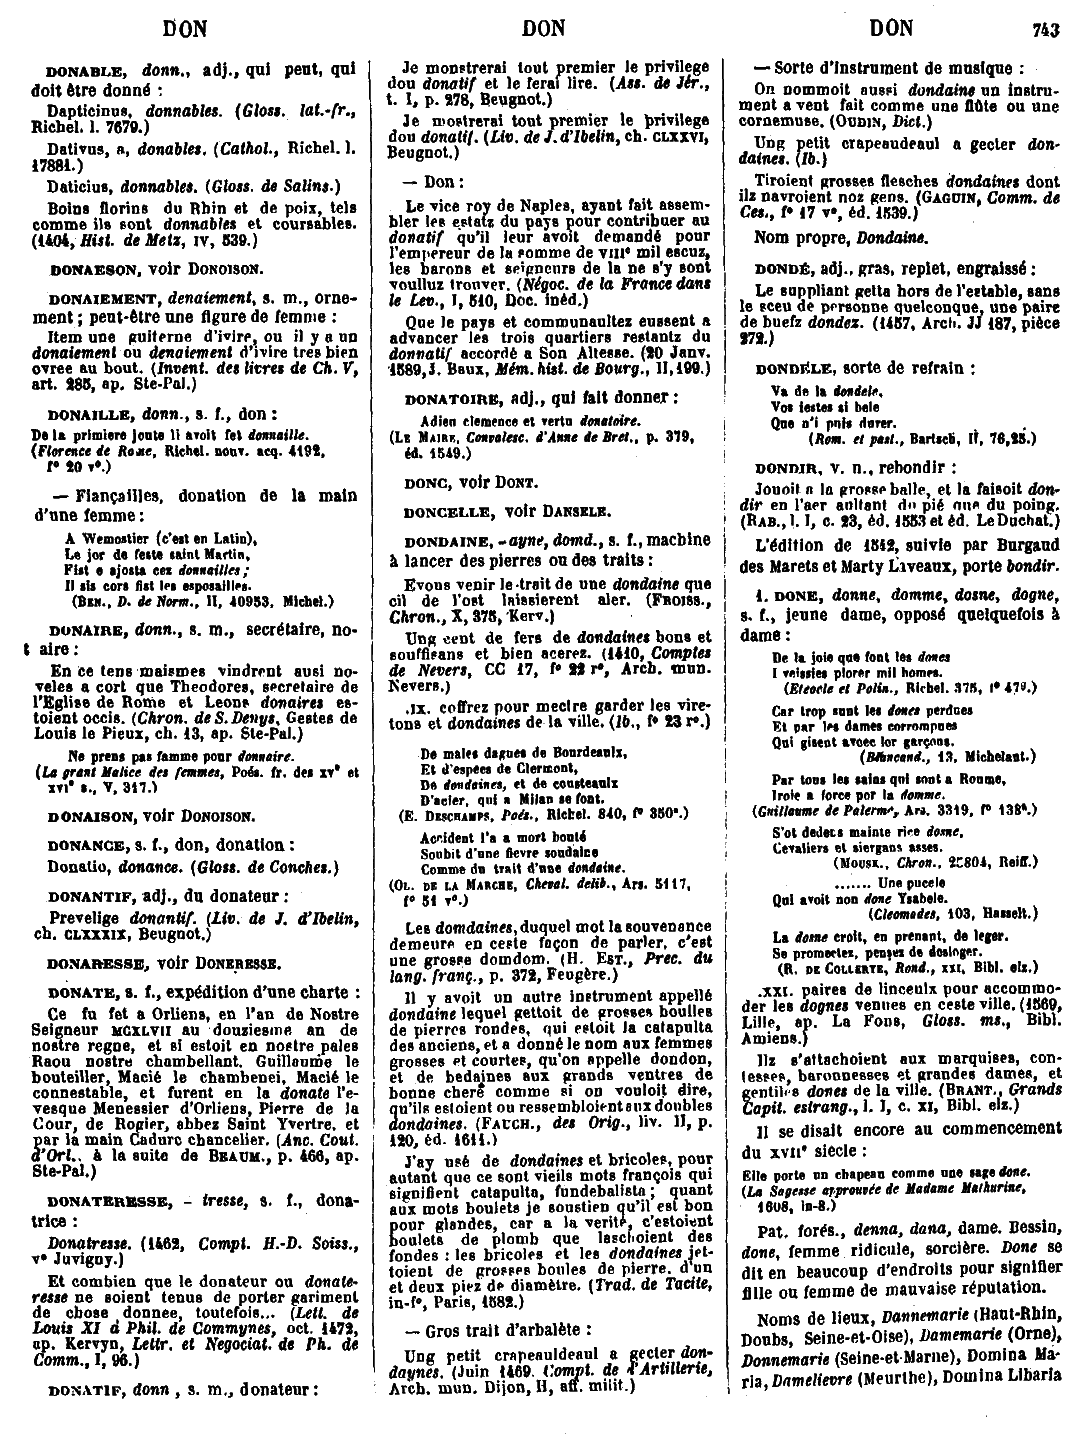 DON
DON
DON 743
DONABLE, donn., adj., qui peut, qui
doit être donné :
Dapticinus, donnables. (Gloss. lat.-fr.,
Richel. l. 7679.)
Dativus, a, donables. (Cathol., Richel. l.
17881.)
Daticius, donnables. (Gloss. de Salins.)
Boins florins du Rhin et de poix, tels
comme ils sont donnables et coursables.
(1404, Hist. de Metz, IV, 539.)
DONAESON, voir DONOISON.
DONAIEMENT, denaiement, s. m., orne-
ment ; peut-être une figure de femme :
Item une guiterne d'ivire, ou il y a un
donaiement ou denaiement d'ivire tres bien
ovree au bout. (Invent. des livres de Ch. V,
art. 285, ap. Ste-Pal.)
DONAILLE, donn., s. f., don :
De la primiere jouste li avoit fet donnaille.
(Florence de Rome, Richel. nouv. acq. 4192,
f° 20 v°.)
— Fiançailles, donation de la main
d'une femme :
A Wemostier (c'est en Latin),
Le jor de feste saint Martin,
Fist e ajosta cez donnailles ;
Il sis cors fist les esposailles.
(BEN., D. de Norm., II, 40953, Michel.)
DONAIRE, donn., s. m., secrétaire, no-
taire :
En ce tens maismes vindrent ausi no-
veles a cort que Theodores, secretaire de
l'Eglise de Rome et Leons donaires es-
toient occis. (Chron. de S. Denys, Gestes de
Louis le Pieux, ch. 13, ap. Ste-Pal.)
Ne prens pas famme pour donnaire.
(La grant Malice des femmes, Poés. fr. des xv° et
xvi° s., V, 317.)
DONAISON, voir DONOISON.
DONANCE, s. f., don, donation :
Donatio, donance. (Gloss. de Conches.)
DONANTIF, adj., du donateur :
Prevelige donantif. (Liv. de J. d'Ibelin,
ch. CLXXXIX, Beugnot.)
DONARESSE, voir DONERESSE.
DONATE, s. f., expédition d'une charte :
Ce fu fet a Orliens, en l'an de Nostre
Seigneur MCXLVII au douziesme an de
nostre regne, et si estoit en nostre pales
Raou nostre chambellant. Guillaume le
bouteiller, Macié le chambenei, Macié le
connestable, et furent en la donate l'e-
vesque Menessier d'Orliens, Pierre de la
Cour, de Rogier, abbez Saint Yvertre, et
par la main Caduro chancelier. (Anc. Cout.
d'Orl., à la suite de BEAUM., p. 466, ap.
Ste-Pal.)
DONATERESSE, - iresse, s. f., dona-
trice :
Donatresse. (1462, Compt. H.-D. Soiss.,
v° Juvigny.)
Et combien que le donateur ou donate-
resse ne soient tenus de porter gariment
de chose donnee, toutefois... (Lett. de
Louis XI à Phil. de Commynes, oct. 1472,
ap. Kervyn, Lettr. et Negociat. de Ph. de
Comm., I, 96.)
DONATIF, donn , s. m., donateur :
Je monstrerai tout premier le privilege
dou donatif et le ferai lire. (Ass. de Jér.,
t. I, p. 278, Beugnot.)
Je mostrerai tout premier le privilege
dou donatif. (Liv. de J. d'Ibelin, ch. CLXXVI,
Beugnot.)
— Don :
Le vice roy de Naples, ayant fait assem-
bler les estatz du pays pour contribuer au
donatif qu'il leur avoit demandé pour
l'empereur de la somme de VIII° mil escuz,
les barons et seigneurs de la ne s'y sont
voulluz trouver. (Négoc. de la France dans
le Lev., I, 510, Doc. inéd.)
Que le pays et communaultez eussent a
advancer les trois quartiers restantz du
donnatif accordé a Son Altesse. (20 Janv.
1589, J. Baux, Mém. hist. de Bourg., II, 199.)
DONATOIRE, adj., qui fait donner :
Adieu clemence et vertu donatoire.
(LE MAIRE, Convalesc. d'Anne de Bret., p. 379,
éd. 1549.)
DONC, voir DONT.
DONCELLE, voir DANSELE.
DONDAINE, -ayne, domd., s. f., machine
à lancer des pierres ou des traits :
Evous venir le trait de une dondaine que
cil de l'ost laissierent aler. (FROISS.,
Chron., X, 375, Kerv.)
Ung cent de fers de dondaines bons et
souffisans et bien acerez. (1410, Comptes
de Nevers, CC 17, f° 22 r°, Arch. mun.
Nevers.)
.IX. coffrez pour mectre garder les vire-
tons et dondaines de la ville. (Ib., f° 23 r°.)
De males dagues de Bourdeaulx,
Et d'espees de Clermont,
De dondaines, et de cousteaulx
D'acier, qui a Milan se font.
(E. DESCHAMPS, Poés., Richel. 840, f° 350°.)
Accident l'a a mort bouté
Soubit d'une fievre soudaine
Comme du trait d'une dondaine.
(OL. DE LA MARCHE, Cheval. delib., Ars. 5117,
f° 51 v°.)
Les domdaines, duquel mot la souvenance
demeure en ceste façon de parler, c'est
une grosse domdom. (H. EST., Prec. du
lang. franç., p. 372, Feugère.)
Il y avoit un autre instrument appellé
dondaine lequel gettoit de grosses boulles
de pierres rondes, qui estoit la catapulta
des anciens, et a donné le nom aux femmes
grosses et courtes, qu'on appelle dondon,
et de bedaines aux grands ventres de
bonne chere comme si on vouloit dire,
qu'ils estoient ou ressembloient aux doubles
dondaines. (FAUCH., des Orig., liv. II, p.
120, éd. 1611.)
J'ay usé de dondaines et bricoles, pour
autant que ce sont vieils mots françois qui
signifient catapulta, fundebalista ; quant
aux mots boulets je soustien qu'il est bon
pour glandes, car a la verité, c'estoient
boulets de plomb que laschoient des
fondes : les bricoles et les dondaines jet-
toient de grosses boules de pierre. d'un
et deux piez de diamètre. (Trad. de Tacite,
in-f°, Paris, 1582.)
— Gros trait d'arbalète :
Ung petit crapeauldeaul a gecter don-
daynes. (Juin 1469. Compt. de l'Artillerie,
Arch. mun. Dijon, H, aff. milit.)
— Sorte d'instrument de musique :
On nommoit aussi dondaine un instru-
ment a vent fait comme une flûte ou une
cornemuse. (OUDIN, Dict.)
Ung petit crapeaudeaul a gecter don-
daines. (Ib.)
Tiroient grosses flesches dondaines dont
ilz navroient noz gens. (GAGUIN, Comm. de
Ces., f° 17 v°, éd. 1539.)
Nom propre, Dondaine.
DONDÉ, adj., gras, replet, engraissé :
Le suppliant getta hors de l'estable, sans
le sceu de personne quelconque, une paire
de buefz dondez. (1457, Arch. JJ 187, pièce
272.)
DONDELE, sorte de refrain :
Va de la dondele,
Vos iestes si bele
Que n'i puis durer.
(Rom. et past., Bartsch, II, 76,25.)
DONDIR, v. n., rebondir :
Jouoit a la grosse balle, et la faisoit don-
dir en l'aer aultant du pié que du poing.
(RAB., l. I, c. 23, éd. 1553 et éd. Le Duchat.)
L'édition de 1542, suivie par Burgaud
des Marets et Marty Laveaux, porte bondir.
1. DONE, donne, domme, dosne, dogne,
s. f., jeune dame, opposé quelquefois à
dame :
De la joie que font les dones
I veissies plorer mil homes.
(Eteocle et Polin., Richel. 375, f° 47°.)
Car trop sunt les dones perdues
Et par les dames corrompues
Qui gisent avoec lor garçons.
(Blancand., 13, Michelant.)
Par tous les sains qui sont a Roume,
Iroie a force por la domme.
(Guillaume de Palerme, Ars. 3319, f° 138°.)
S'ot dedets mainte rice dosne,
Cevaliers et siergans asses.
(MOUSK., Chron., 25804, Reiff.)
....... Une pucele
Qui avoit non done Ysabele.
(Cleomades, 103, Hasselt.)
La dosne croit, en prenant, de leger.
Se promectez, pensez de desloger.
(R. DE COLLERYE, Rond., XXI, Bibl. elz.)
.XXI. paires de linceulx pour accommo-
der les dognes venues en ceste ville. (1569,
Lille, ap. La Fons, Gloss. ms., Bibl.
Amiens.)
Ilz s'attachoient aux marquises, con-
tesses, baronnesses et grandes dames, et
gentilles dones de la ville. (BRANT., Grands
Capit. estrang., l. I, c. XI, Bibl. elz.)
Il se disait encore au commencement
du XVII° siècle :
Elle porte un chapeau comme une sage done.
(La Sagesse approuvée de Madame Mathurine,
1608, in-8.)
Pat. forés., denna, dana, dame. Bessin,
done, femme ridicule, sorcière. Done se
dit en beaucoup d'endroits pour signifier
fille ou femme de mauvaise réputation.
Noms de lieux, Dannemarie (Haut-Rhin,
Doubs, Seine-et-Oise), Damemarie (Orne),
Donnemarie (Seine-et-Marne), Domina Ma-
ria, Damelievre (Meurthe), Domina Libaria